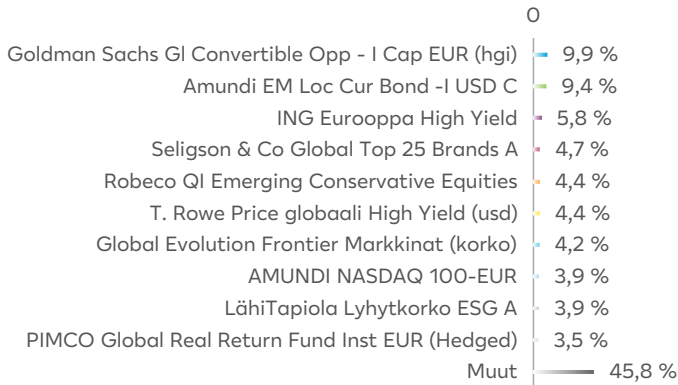 0
Goldman Sachs Gl Convertible Opp - I Cap EUR (hgi) 9,9 %
Amundi EM Loc Cur Bond -I USD C 9,4 %
ING Eurooppa High Yield 5,8 %
Seligson & Co Global Top 25 Brands A 4,7 %
Robeco QI Emerging Conservative Equities 4,4 %
T. Rowe Price globaali High Yield (usd) 4,4 %
Global Evolution Frontier Markkinat (korko) 4,2 %
AMUNDI NASDAQ 100-EUR 3,9 %
LähiTapiola Lyhytkorko ESG A 3,9 %
PIMCO Global Real Return Fund Inst EUR (Hedged) 3,5 %
Muut 45,8 %